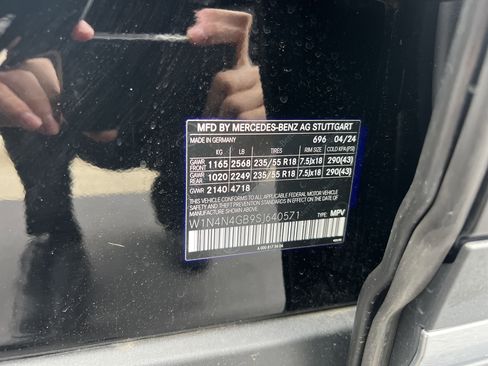 MFD BY MERCEDES-BENZ AG STUTTGART
MADE IN GERMANY 696 04/24
KG LB TIRES RIM SIZE COLD KPA(PSI)
GAWR FRONT 1165 2568 235/55 R18 7.5Jx18 290(43)
GAWR REAR 1020 2249 235/55 R18 7.5Jx18 290(43)
GVWR 2140 4718
THIS VEHICLE CONFORMS TO ALL APPLICABLE FEDERAL MOTOR VEHICLE
SAFETY, BUMPER AND THEFT PREVENTION STANDARDS IN EFFECT ON THE
DATE OF MANUFACTURE SHOWN ABOVE.
W1N4N4GB9SJ640571 TYPE: MPV